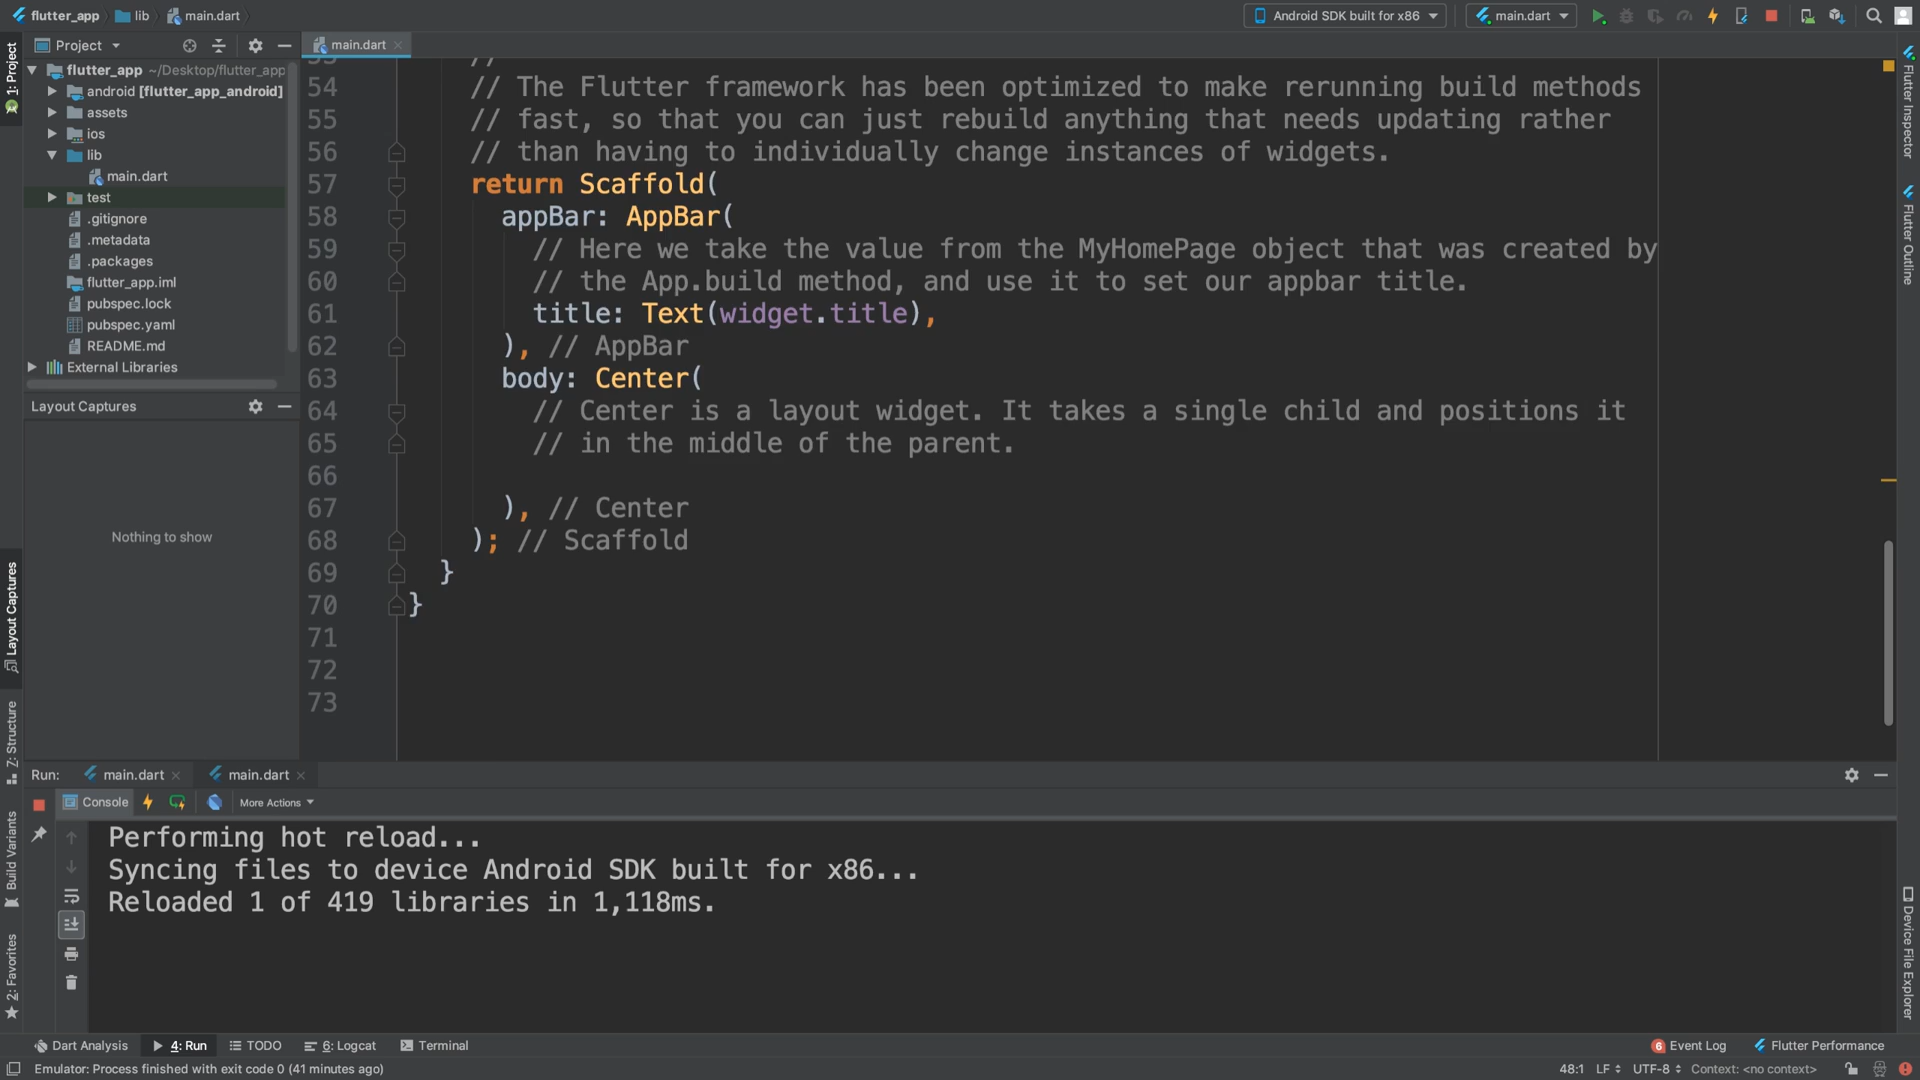 flutter_app
lib
main.dart
Android SDK built for x86
main.dart
1: Project
Project
main.dart
flutter_app ~/Desktop/flutter_app
android [flutter_app_android]
assets
ios
lib
main.dart
test
.gitignore
.metadata
.packages
flutter_app.iml
pubspec.lock
pubspec.yaml
README.md
External Libraries
Layout Captures
Nothing to show
Layout Captures
Z: Structure
Build Variants
2: Favorites
54 // The Flutter framework has been optimized to make rerunning build methods
55 // fast, so that you can just rebuild anything that needs updating rather
56 // than having to individually change instances of widgets.
57 return Scaffold(
58 appBar: AppBar(
59 // Here we take the value from the MyHomePage object that was created by
60 // the App.build method, and use it to set our appbar title.
61 title: Text(widget.title),
62 ), // AppBar
63 body: Center(
64 // Center is a layout widget. It takes a single child and positions it
65 // in the middle of the parent.
66
67 ), // Center
68 ); // Scaffold
69 }
70 }
71
72
73
Flutter Inspector
Flutter Outline
Device File Explorer
Run:
main.dart
main.dart
Console
More Actions
Performing hot reload...
Syncing files to device Android SDK built for x86...
Reloaded 1 of 419 libraries in 1,118ms.
Dart Analysis
4: Run
TODO
6: Logcat
Terminal
6 Event Log
Flutter Performance
Emulator: Process finished with exit code 0 (41 minutes ago)
48:1
LF
UTF-8
Context: <no context>